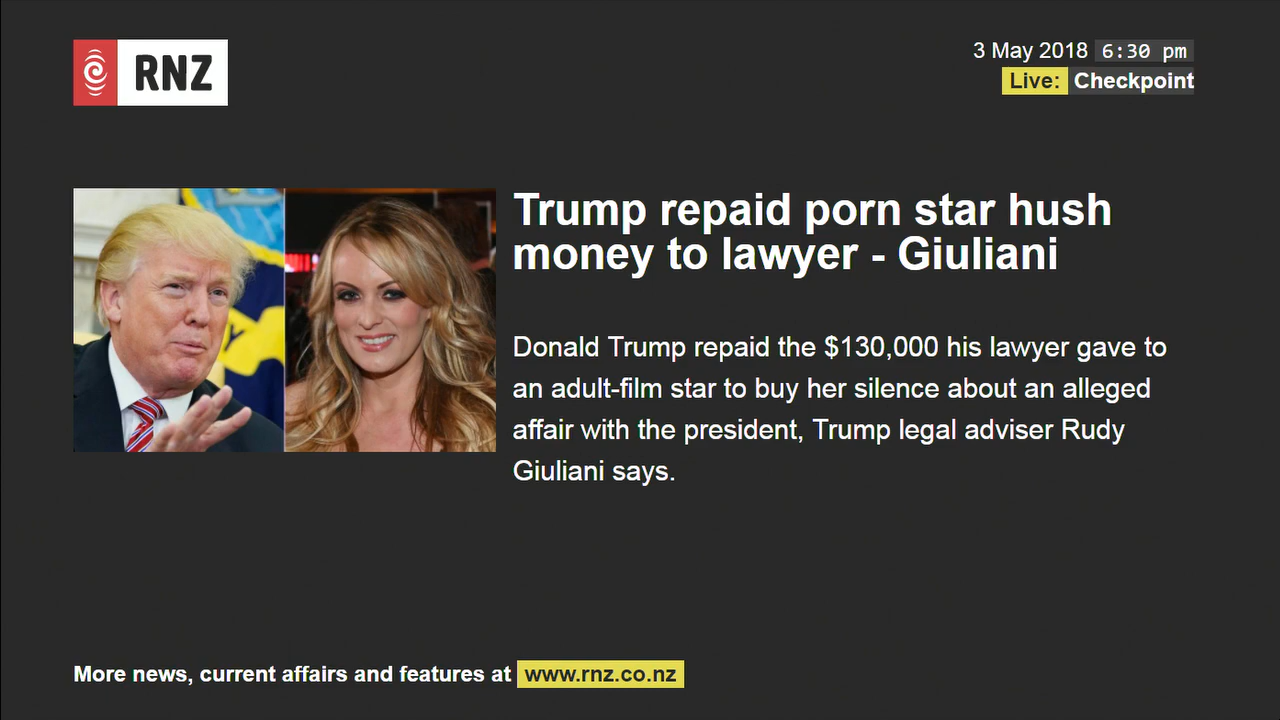 RNZ
3 May 2018 6:30 pm
Live: Checkpoint
Trump repaid porn star hush
money to lawyer - Giuliani
Donald Trump repaid the $130,000 his lawyer gave to
an adult-film star to buy her silence about an alleged
affair with the president, Trump legal adviser Rudy
Giuliani says.
More news, current affairs and features at www.rnz.co.nz